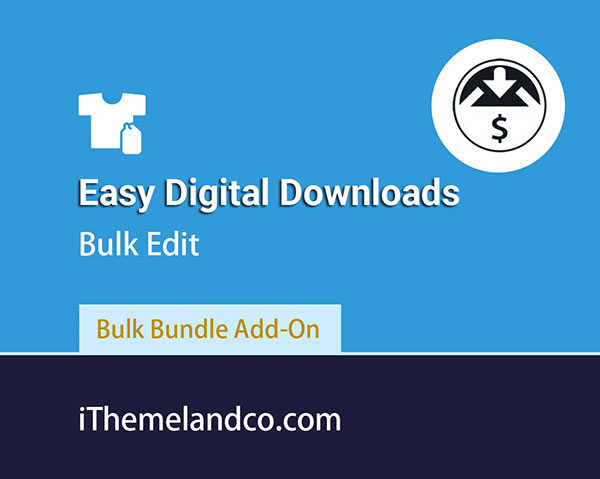 $
Easy Digital Downloads
Bulk Edit
Bulk Bundle Add-On
iThemelandco.com